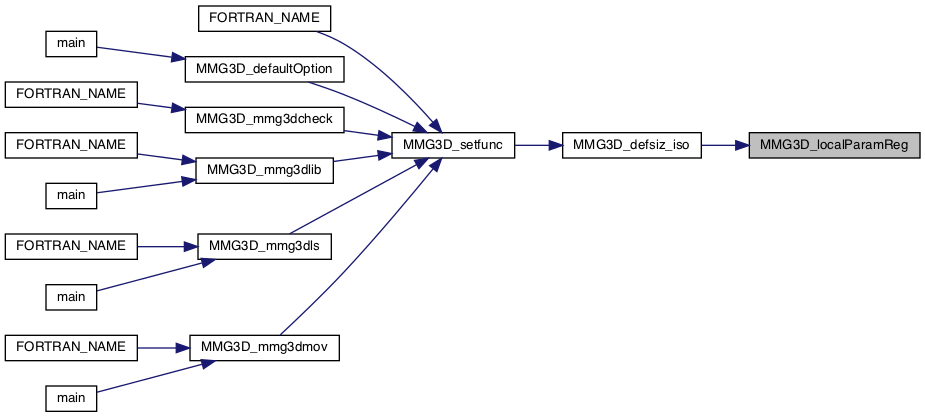 FORTRAN_NAME
main
MMG3D_defaultOption
FORTRAN_NAME
MMG3D_mmg3dcheck
FORTRAN_NAME
MMG3D_setfunc
MMG3D_defsiz_iso
MMG3D_localParamReg
MMG3D_mmg3dlib
main
FORTRAN_NAME
MMG3D_mmg3dls
main
FORTRAN_NAME
MMG3D_mmg3dmov
main